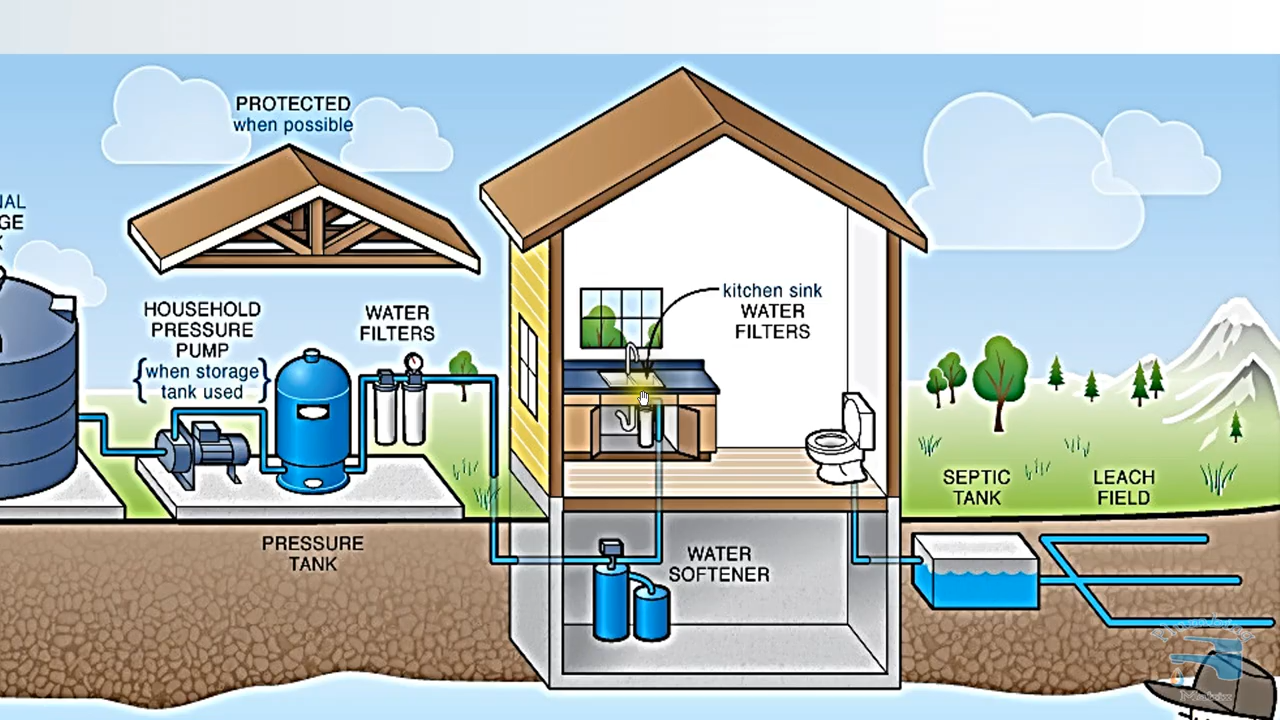 PROTECTED
when possible
HOUSEHOLD
PRESSURE
PUMP
when storage
tank used
WATER
FILTERS
kitchen sink
WATER
FILTERS
SEPTIC
TANK
LEACH
FIELD
PRESSURE
TANK
WATER
SOFTENER